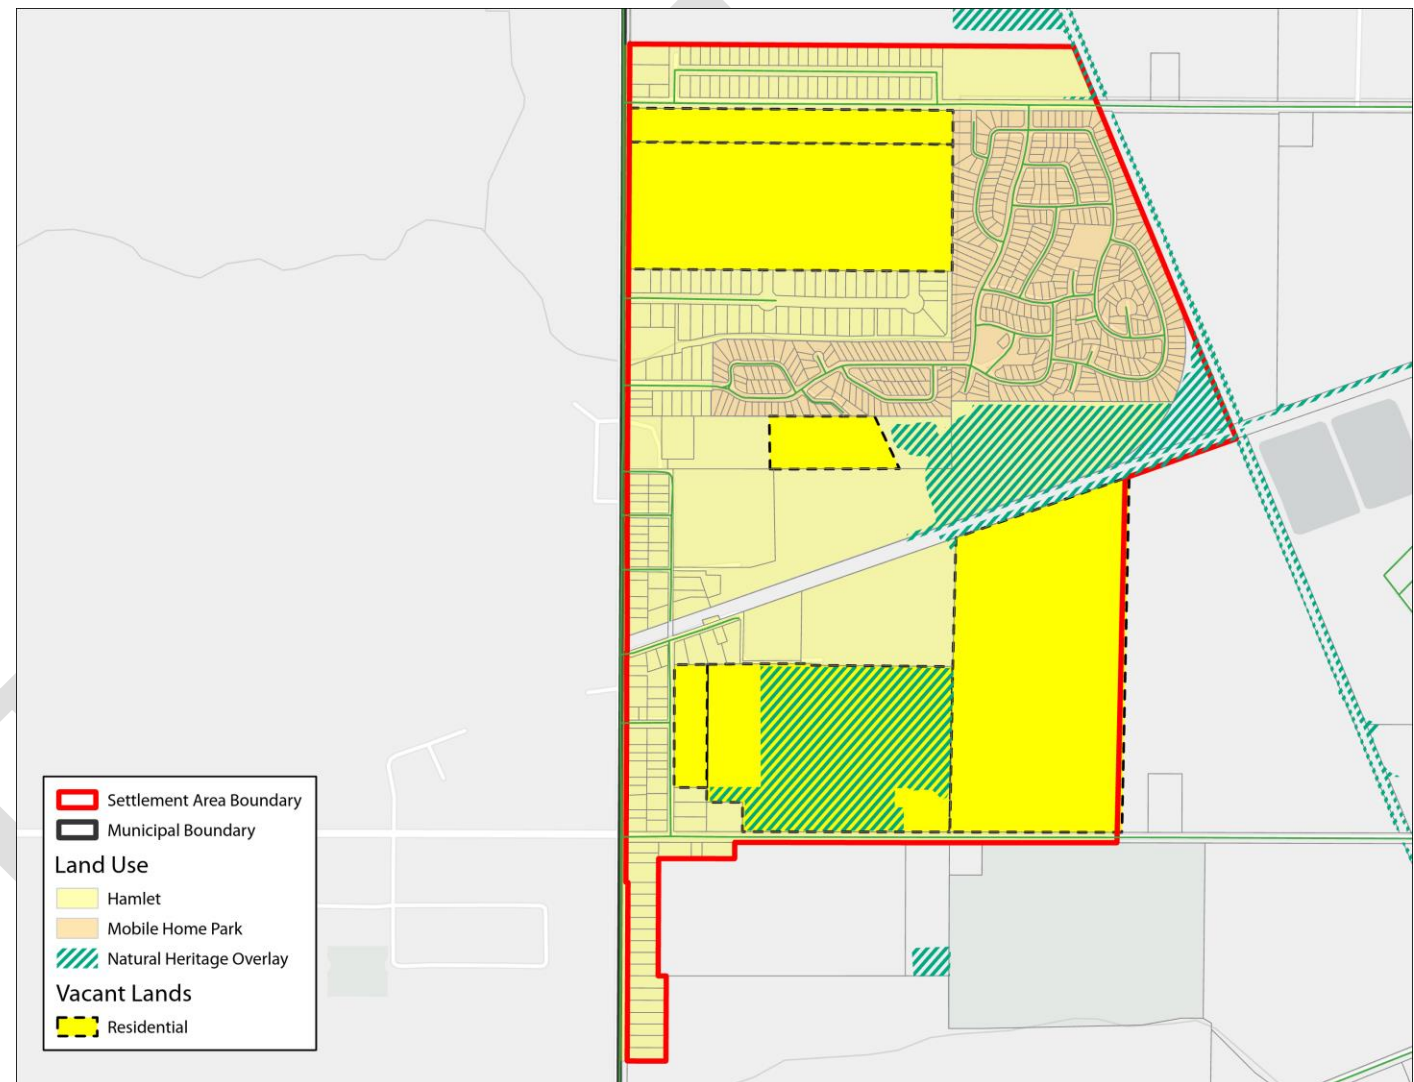 Settlement Area Boundary
Municipal Boundary
Land Use
Hamlet
Mobile Home Park
Natural Heritage Overlay
Vacant Lands
Residential